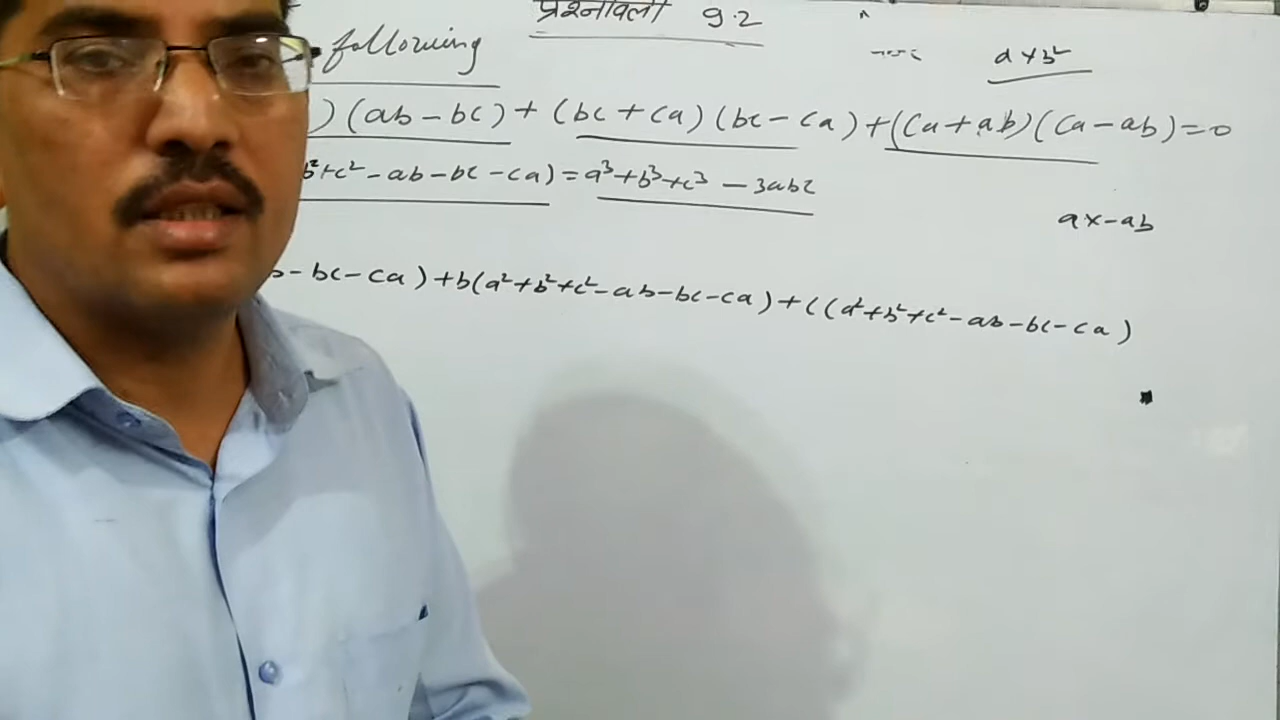 प्रश्नावली 9.2
following
a+b²
)(ab-bc)+(bc+ca)(bc-ca)+((a+ab)(ca-ab)=0
b²+c²-ab-bc-ca)=a³+b³+c³-3abc
ax-ab
b-bc-ca)+b(a²+b²+c²-ab-bc-ca)+c(a²+b²+c²-ab-bc-ca)